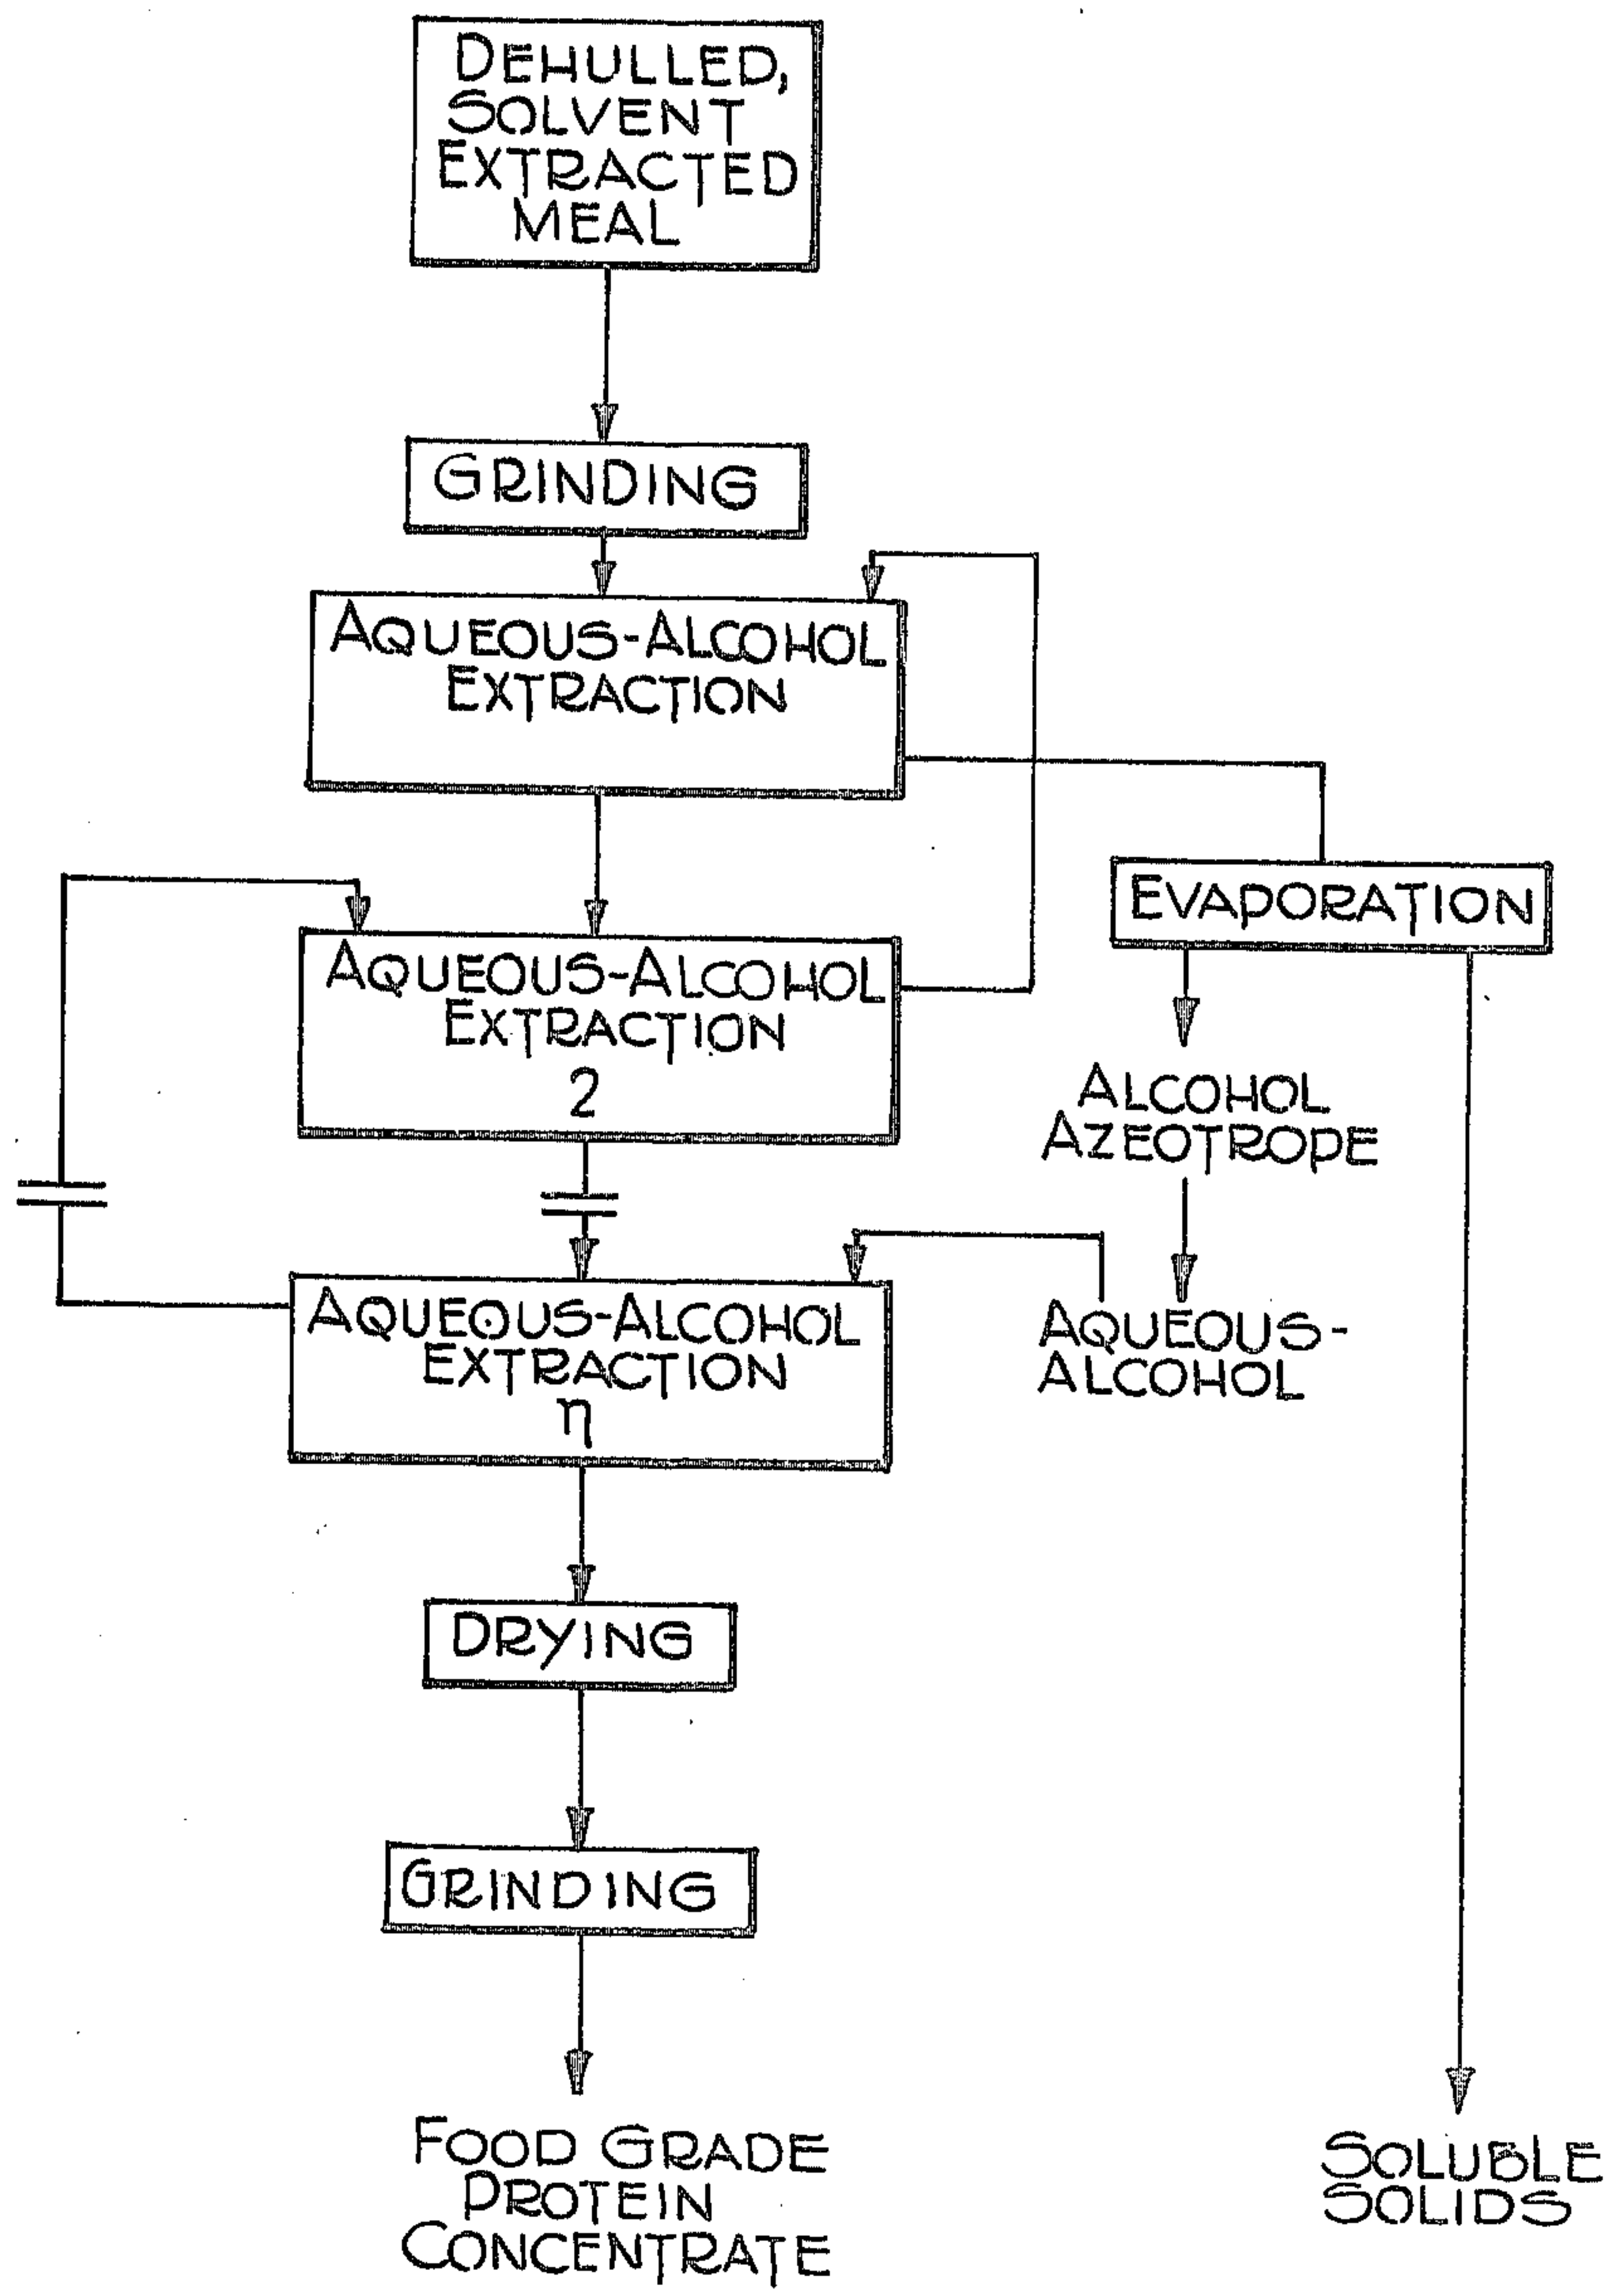 DEHULLED,
SOLVENT
EXTRACTED
MEAL
GRINDING
AQUEOUS-ALCOHOL
EXTRACTION
EVAPORATION
AQUEOUS-ALCOHOL
EXTRACTION
2
ALCOHOL
AZEOTROPE
AQUEOUS-ALCOHOL
EXTRACTION
η
AQUEOUS-
ALCOHOL
DRYING
GRINDING
FOOD GRADE
PROTEIN
CONCENTRATE
SOLUBLE
SOLIDS